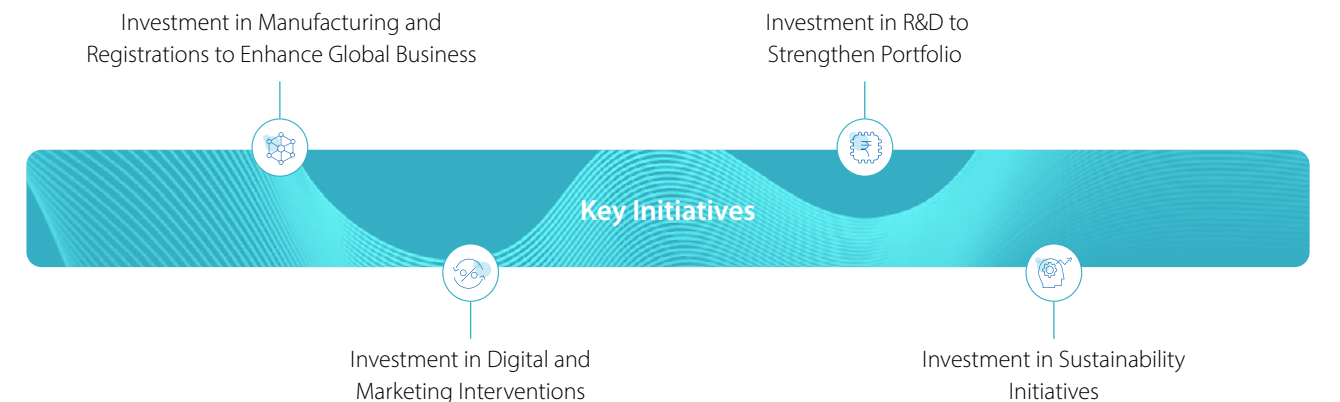 Investment in Manufacturing and
Registrations to Enhance Global Business
Investment in R&D to
Strengthen Portfolio
Key Initiatives
Investment in Digital and
Marketing Interventions
Investment in Sustainability
Initiatives